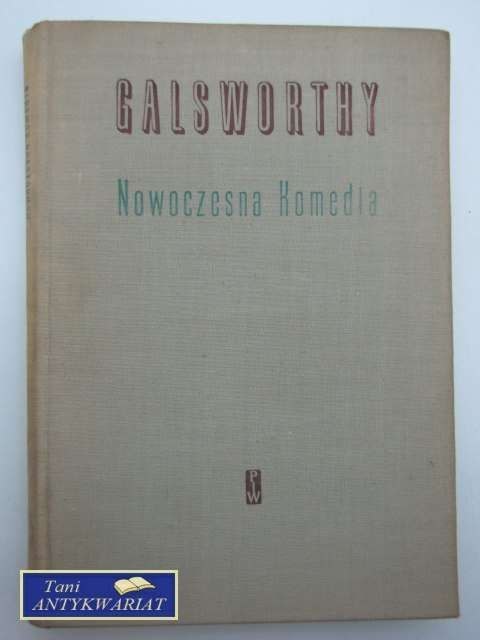 GALSWORTHY
Nowoczesna Komedia
PIW
Tani
ANTYKWARIAT